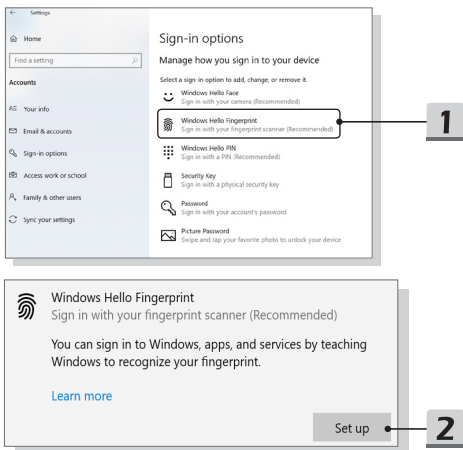 Settings
Home
Find a setting
Accounts
Your info
Email & accounts
Sign-in options
Access work or school
Family & other users
Sync your settings
Sign-in options
Manage how you sign in to your device
Select a sign-in option to add, change, or remove it.
Windows Hello Face
Sign in with your camera (Recommended)
Windows Hello Fingerprint
Sign in with your fingerprint scanner (Recommended)
Windows Hello PIN
Sign in with a PIN (Recommended)
Security Key
Sign in with a physical security key
Password
Sign in with your account's password
Picture Password
Swipe and tap your favorite photo to unlock your device
1
Windows Hello Fingerprint
Sign in with your fingerprint scanner (Recommended)
You can sign in to Windows, apps, and services by teaching
Windows to recognize your fingerprint.
Learn more
Set up
2